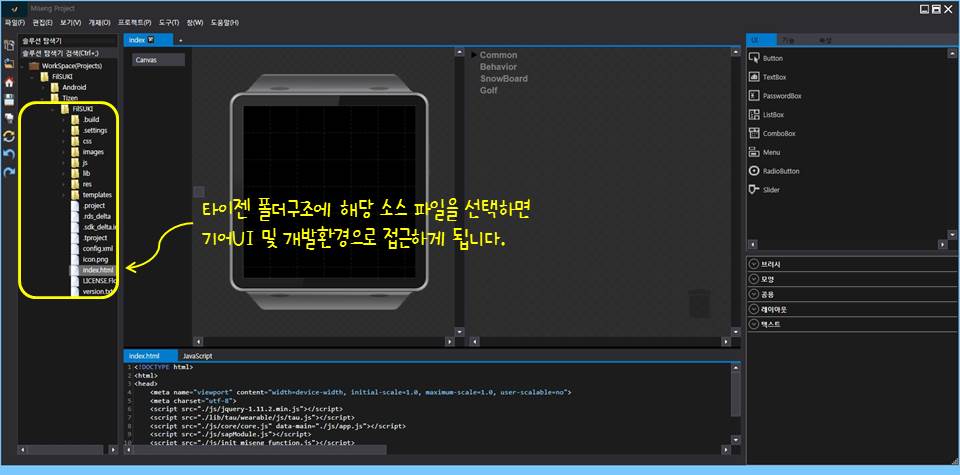 Miseng Project
파일(F) 편집(E) 보기(V) 개체(O) 프로젝트(P) 도구(T) 창(W) 도움말(H)
솔루션 탐색기
솔루션 탐색기 검색(Ctrl+;)
WorkSpace(Projects)
FilSUKI
Android
Tizen
FilSUKI
.build
.settings
css
images
js
lib
res
templates
.project
.rds_delta
.sdk_delta.in
.tproject
config.xml
icon.png
index.html
LICENSE.Flo
version.txt
index
+
Canvas
Common
Behavior
SnowBoard
Golf
타이젠 폴더구조에 해당 소스 파일을 선택하면
기어UI 및 개발환경으로 접근하게 됩니다.
index.html JavaScript
1 <!DOCTYPE html>
2 <html>
3 <head>
4 <meta name="viewport" content="width=device-width, initial-scale=1.0, maximum-scale=1.0, user-scalable=no">
5 <meta charset="utf-8">
6 <script src="./js/jquery-1.11.2.min.js"></script>
7 <script src="./lib/tau/wearable/js/tau.js"></script>
8 <script src="./js/core/core.js" data-main="./js/app.js"></script>
9 <script src="./js/sapModule.js"></script>
10 <script src="./js/init_miseng_function.js"></script>
UI 기능 속성
Button
TextBox
PasswordBox
ListBox
ComboBox
Menu
RadioButton
Slider
브러시
모양
공용
레이아웃
텍스트